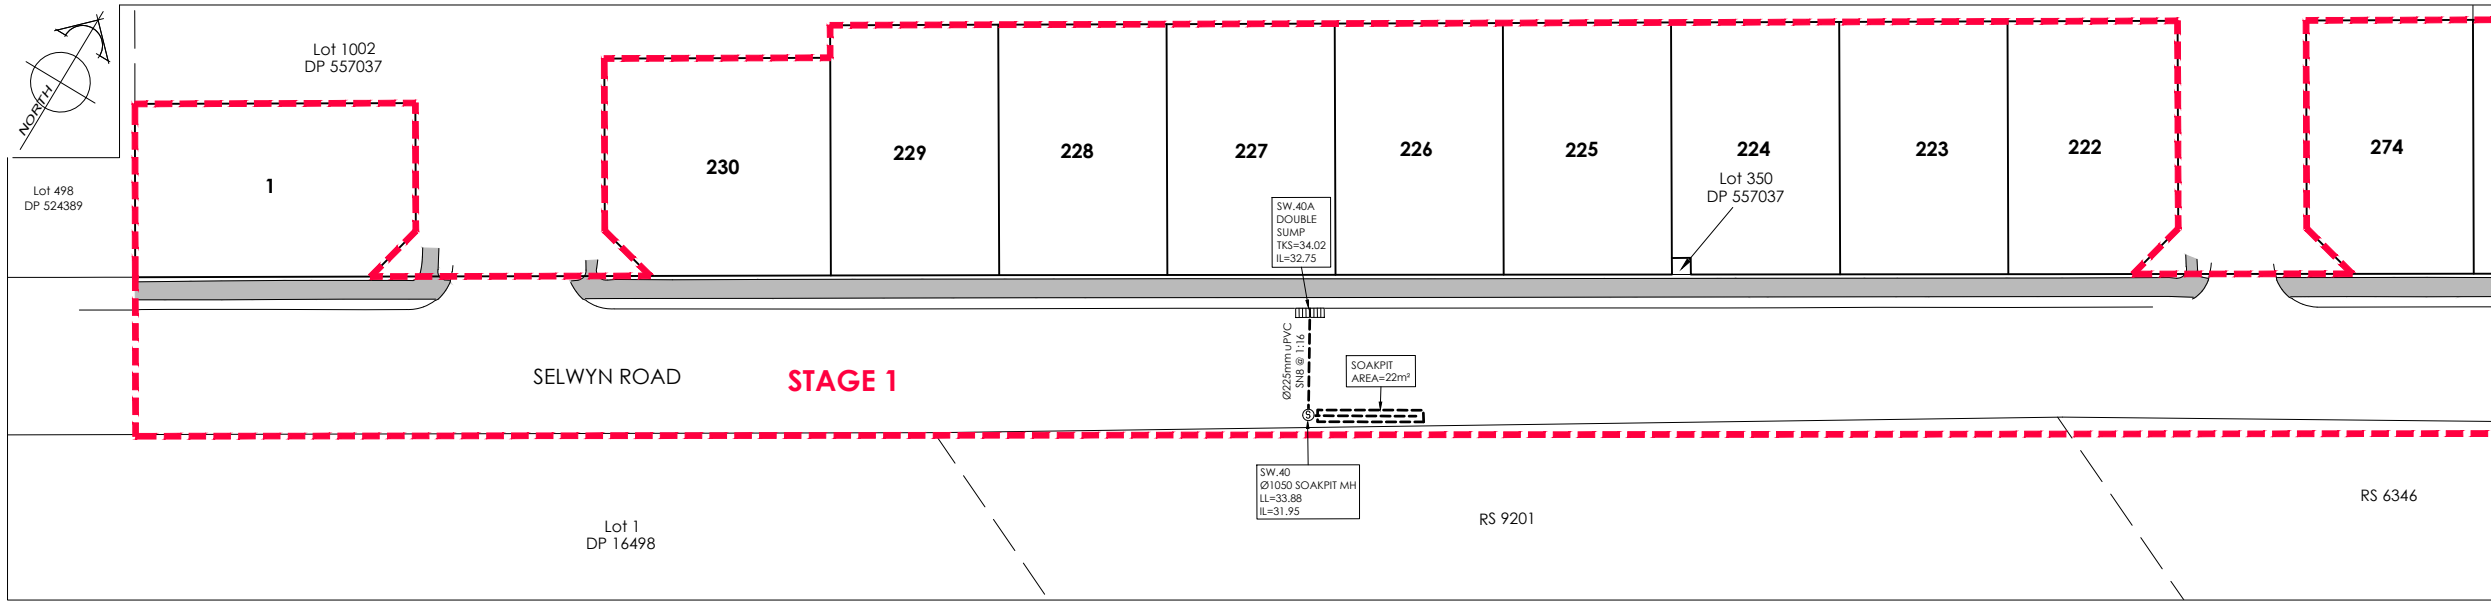 NORTH
Lot 1002
DP 557037
Lot 498
DP 524389
1
230
229
228
227
226
225
224
Lot 350
DP 557037
223
222
274
SW.40A
DOUBLE
SUMP
TKS=34.02
IL=32.75
Ø225mm uPVC
SN8 @ 1:16
SOAKPIT
AREA=22m²
S
SELWYN ROAD
STAGE 1
SW.40
Ø1050 SOAKPIT MH
LL=33.88
IL=31.95
Lot 1
DP 16498
RS 9201
RS 6346